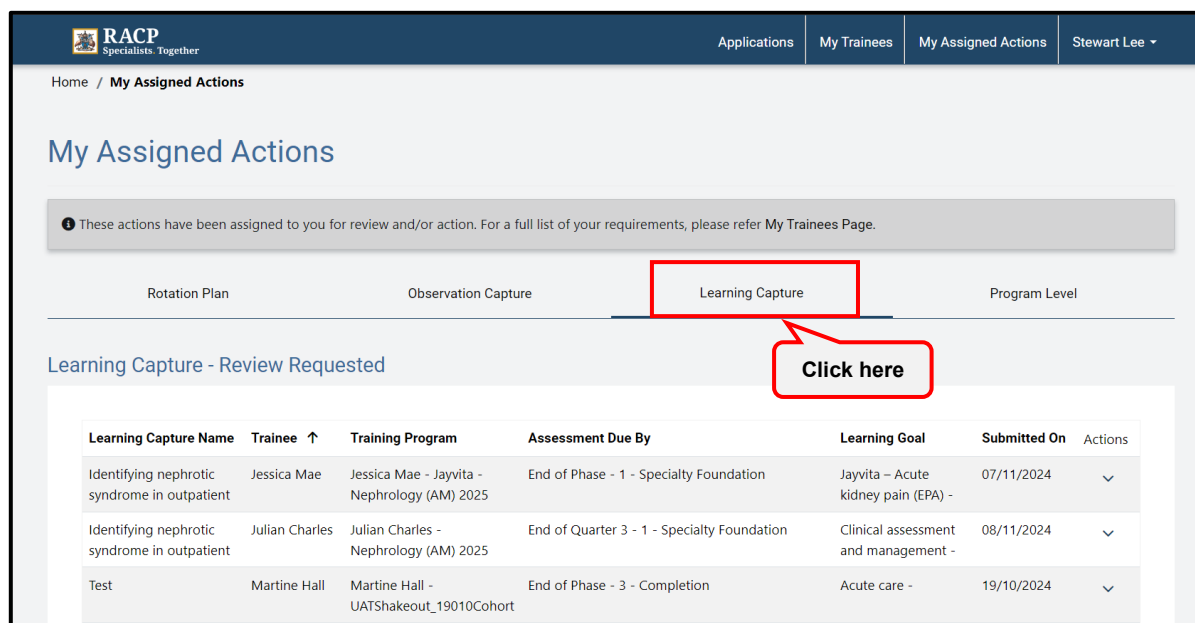 RACP
Specialists. Together
Applications
My Trainees
My Assigned Actions
Stewart Lee
Home / My Assigned Actions
My Assigned Actions
These actions have been assigned to you for review and/or action. For a full list of your requirements, please refer My Trainees Page.
Rotation Plan
Observation Capture
Learning Capture
Program Level
Click here
Learning Capture - Review Requested
Learning Capture Name
Trainee ↑
Training Program
Assessment Due By
Learning Goal
Submitted On
Actions
Identifying nephrotic
syndrome in outpatient
Jessica Mae
Jessica Mae - Jayvita -
Nephrology (AM) 2025
End of Phase - 1 - Specialty Foundation
Jayvita – Acute
kidney pain (EPA) -
07/11/2024
Identifying nephrotic
syndrome in outpatient
Julian Charles
Julian Charles -
Nephrology (AM) 2025
End of Quarter 3 - 1 - Specialty Foundation
Clinical assessment
and management -
08/11/2024
Test
Martine Hall
Martine Hall -
UATShakeout_19010Cohort
End of Phase - 3 - Completion
Acute care -
19/10/2024